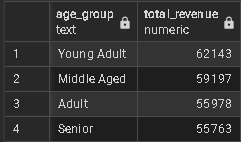 age_group total_revenue
text numeric
1 Young Adult 62143
2 Middle Aged 59197
3 Adult 55978
4 Senior 55763